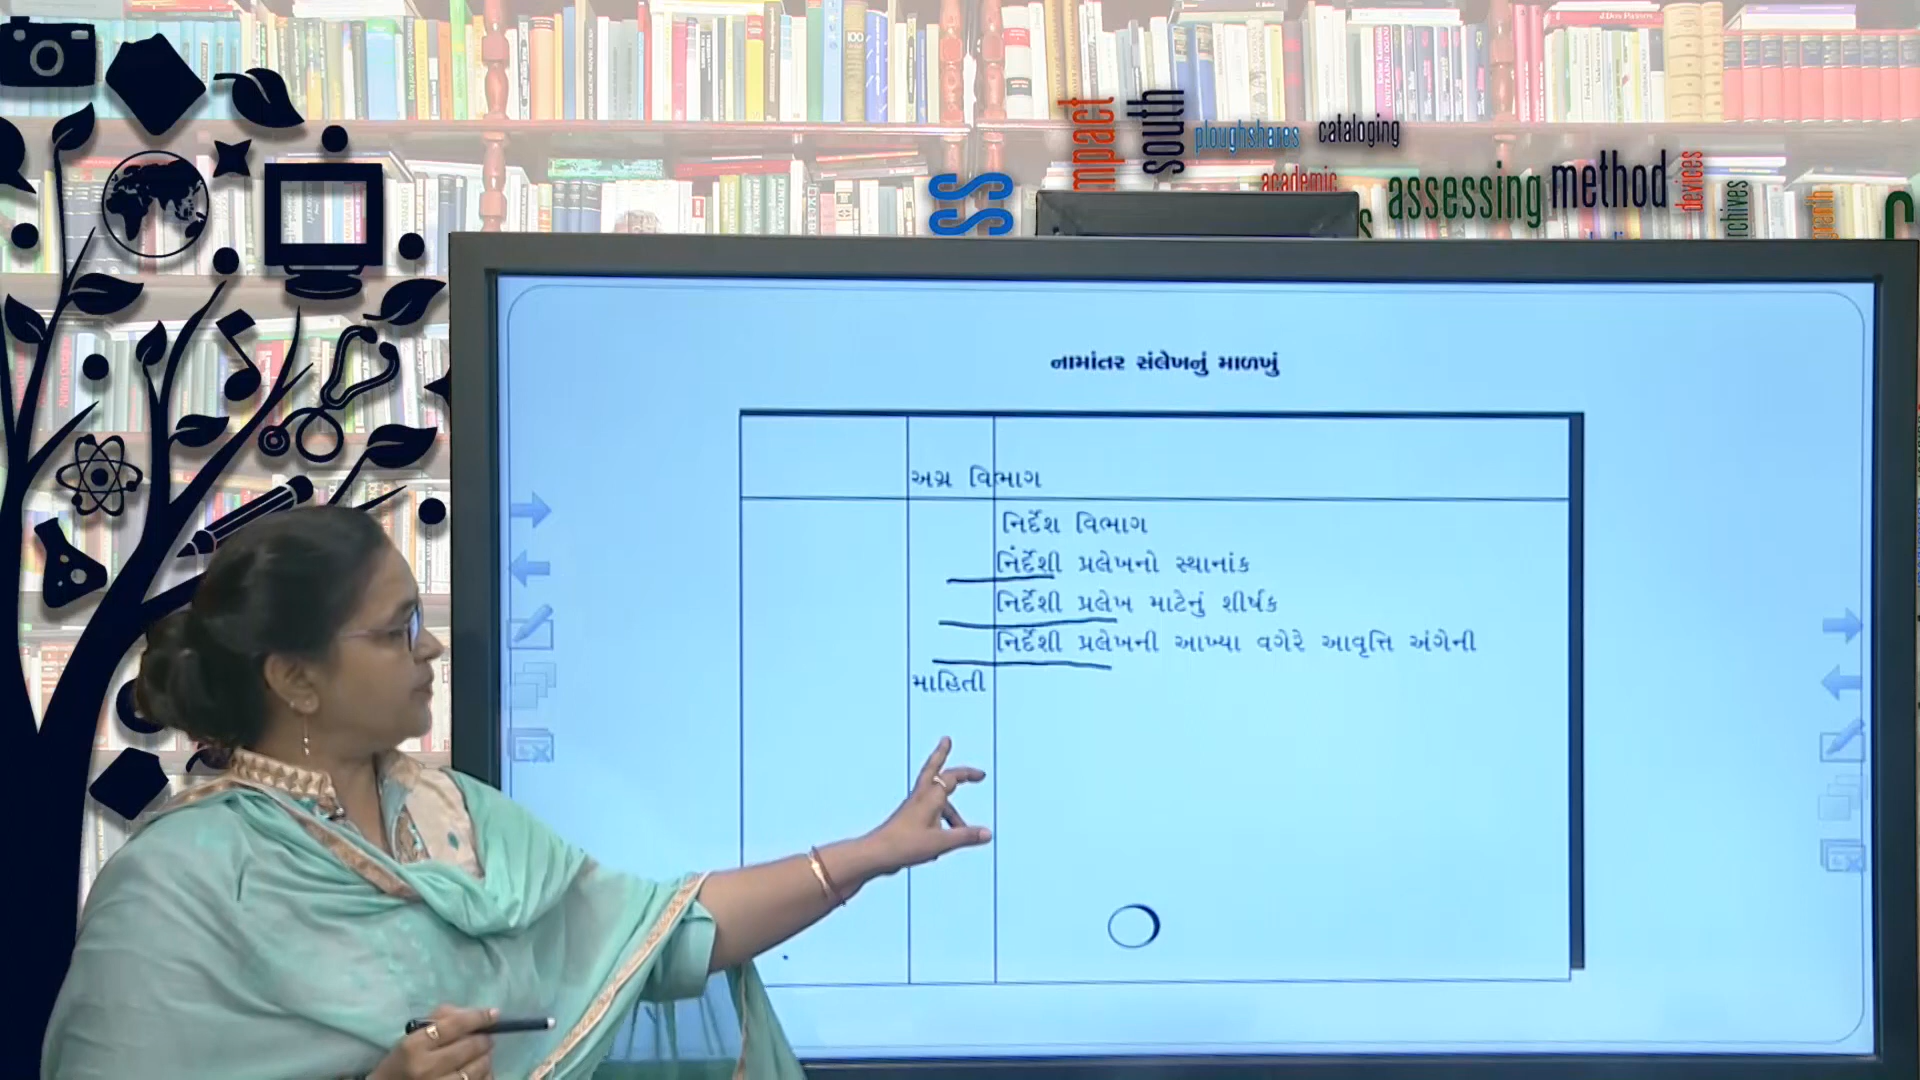 impact
south
ploughshares
cataloging
academic
assessing
method
devices
ss
નામાંતર સંલેખનું માળખું
અગ્ર વિભાગ
નિર્દેશ વિભાગ
નિર્દેશી પ્રલેખનો સ્થાનાંક
નિર્દેશી પ્રલેખ માટેનું શીર્ષક
નિર્દેશી પ્રલેખની આખ્યા વગેરે આવૃત્તિ અંગેની
માહિતી